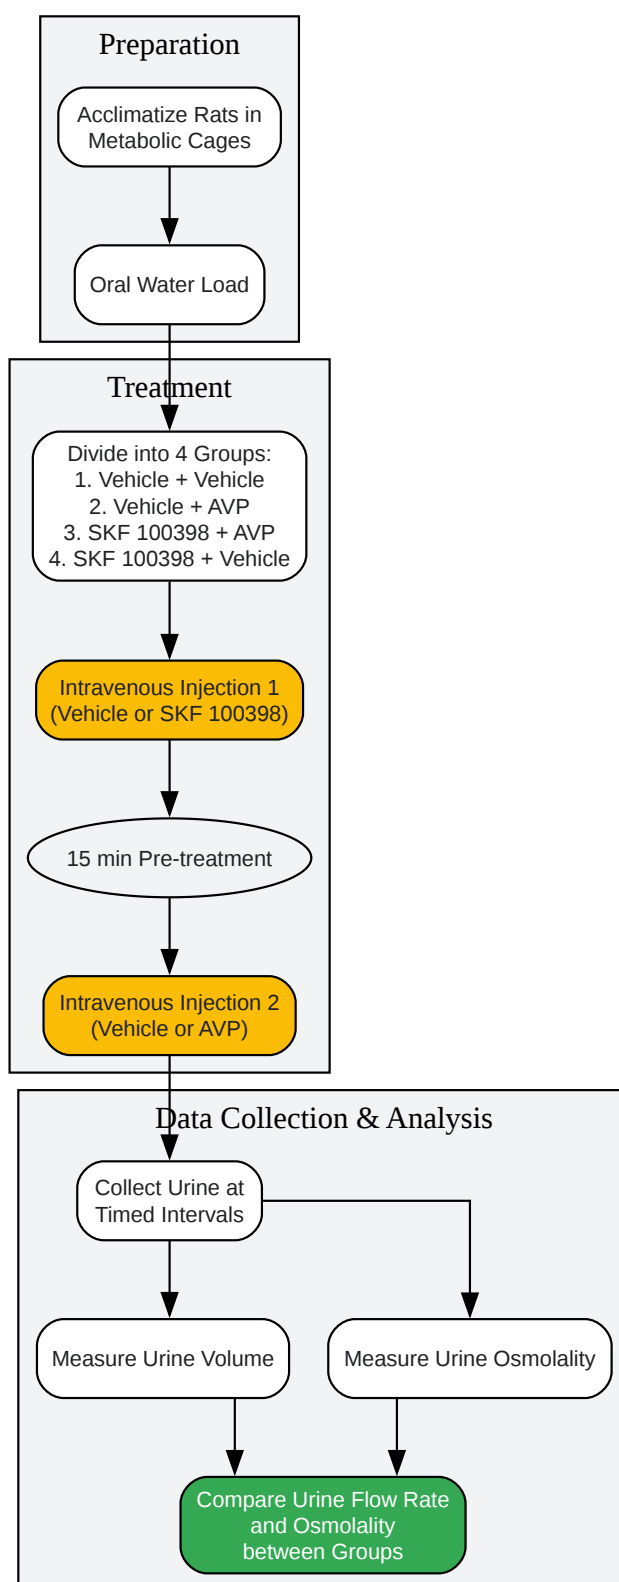 Preparation
Acclimatize Rats in
Metabolic Cages
Oral Water Load
Treatment
Divide into 4 Groups:
1. Vehicle + Vehicle
2. Vehicle + AVP
3. SKF 100398 + AVP
4. SKF 100398 + Vehicle
Intravenous Injection 1
(Vehicle or SKF 100398)
15 min Pre-treatment
Intravenous Injection 2
(Vehicle or AVP)
Data Collection & Analysis
Collect Urine at
Timed Intervals
Measure Urine Volume
Measure Urine Osmolality
Compare Urine Flow Rate
and Osmolality
between Groups